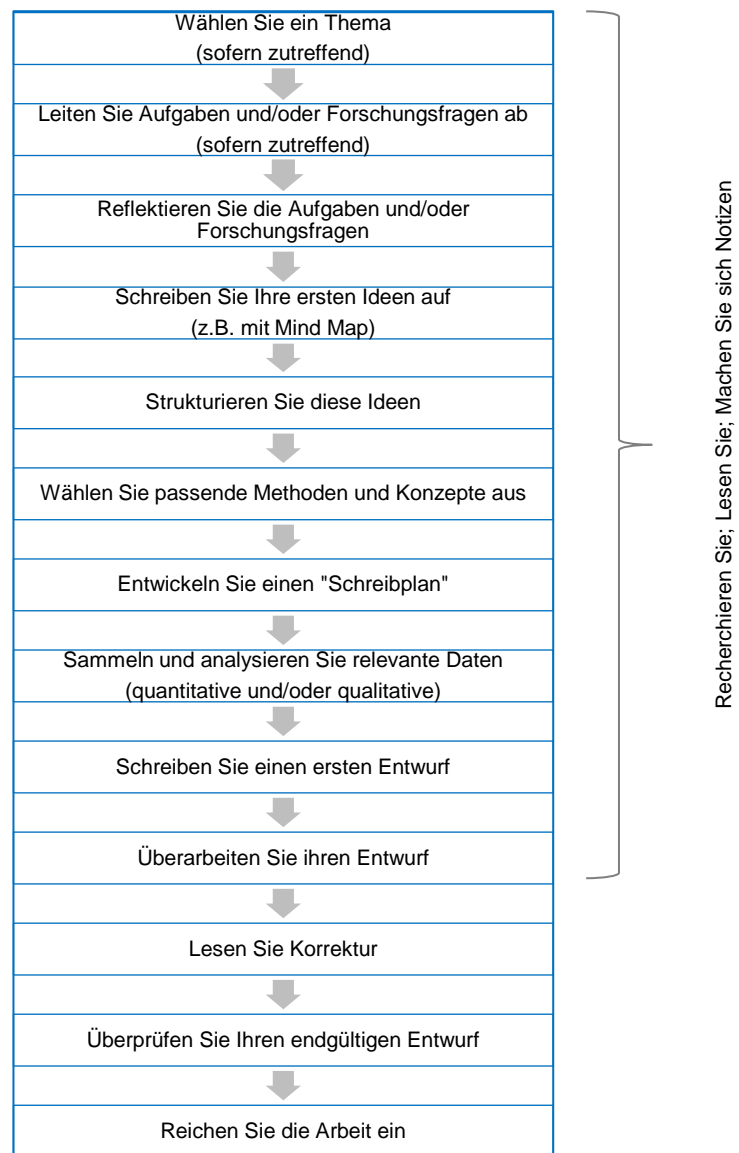 Wählen Sie ein Thema
(sofern zutreffend)
Leiten Sie Aufgaben und/oder Forschungsfragen ab
(sofern zutreffend)
Reflektieren Sie die Aufgaben und/oder
Forschungsfragen
Schreiben Sie Ihre ersten Ideen auf
(z.B. mit Mind Map)
Strukturieren Sie diese Ideen
Wählen Sie passende Methoden und Konzepte aus
Entwickeln Sie einen "Schreibplan"
Sammeln und analysieren Sie relevante Daten
(quantitative und/oder qualitative)
Schreiben Sie einen ersten Entwurf
Überarbeiten Sie ihren Entwurf
Lesen Sie Korrektur
Überprüfen Sie Ihren endgültigen Entwurf
Reichen Sie die Arbeit ein
Recherchieren Sie; Lesen Sie; Machen Sie sich Notizen